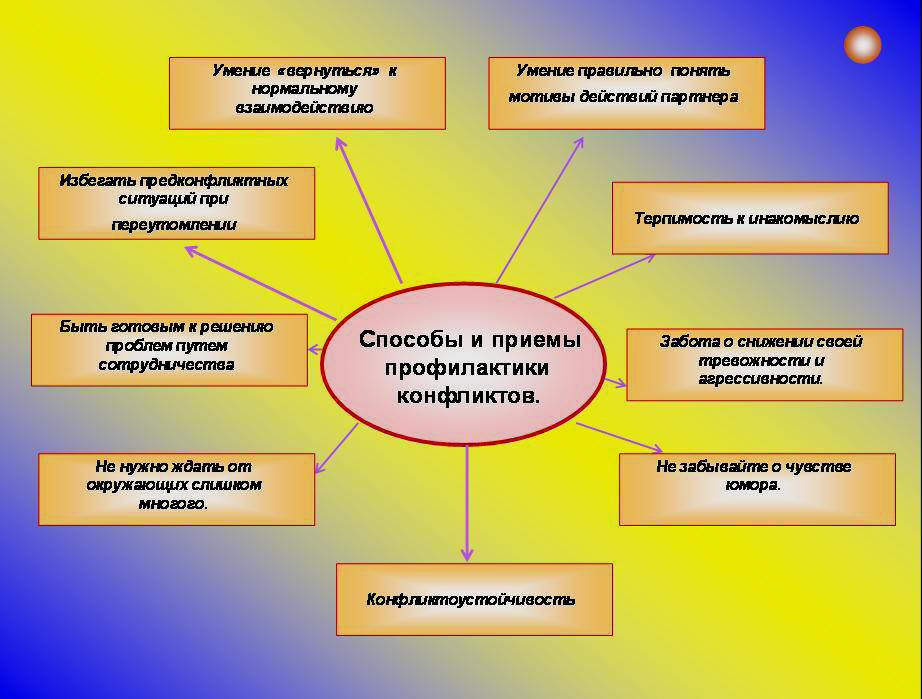 Умение «вернуться» к
нормальному
взаимодействию
Умение правильно понять
мотивы действий партнера
Избегать предконфликтных
ситуаций при
переутомлении
Терпимость к инакомыслию
Быть готовым к решению
проблем путем
сотрудничества
Способы и приемы
профилактики
конфликтов.
Забота о снижении своей
тревожности и
агрессивности.
Не нужно ждать от
окружающих слишком
многого.
Не забывайте о чувстве
юмора.
Конфликтоустойчивость